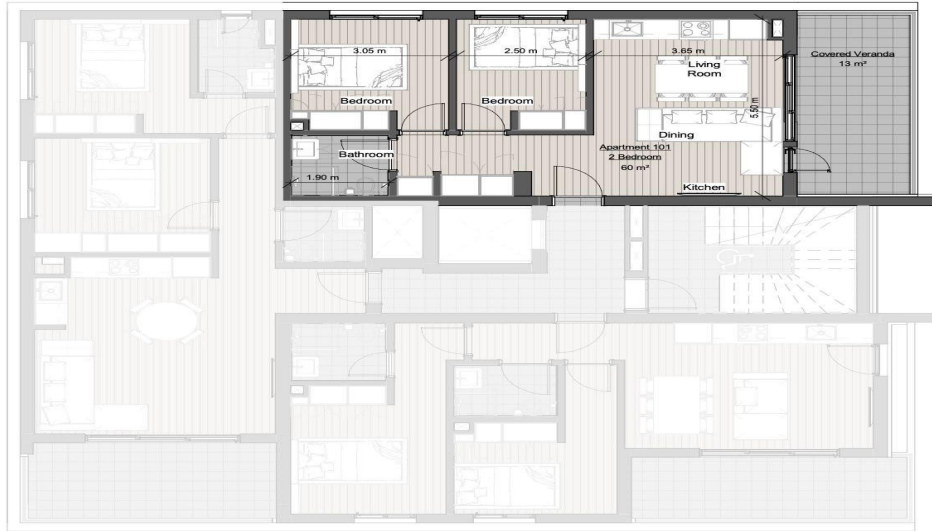 3.05 m
2.50 m
3.65 m
Covered Veranda
13 m²
Living
Room
Bedroom
Bedroom
5.50 m
Dining
Apartment 101
2 Bedroom
60 m²
Bathroom
1.90 m
Kitchen